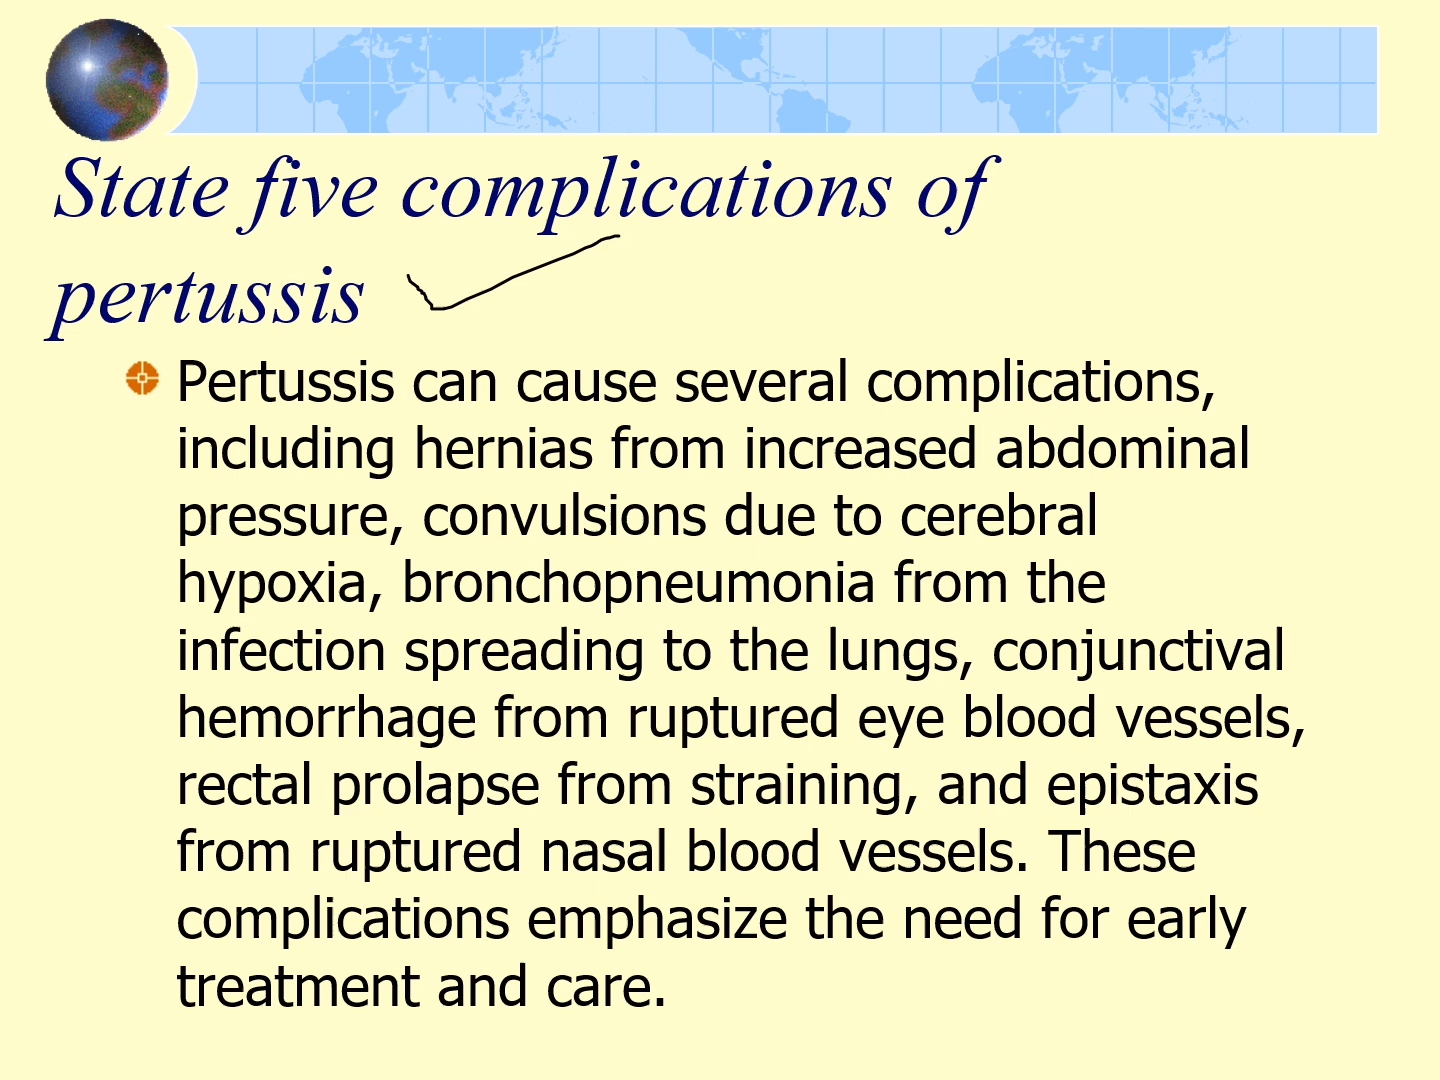 State five complications of
pertussis
Pertussis can cause several complications,
including hernias from increased abdominal
pressure, convulsions due to cerebral
hypoxia, bronchopneumonia from the
infection spreading to the lungs, conjunctival
hemorrhage from ruptured eye blood vessels,
rectal prolapse from straining, and epistaxis
from ruptured nasal blood vessels. These
complications emphasize the need for early
treatment and care.